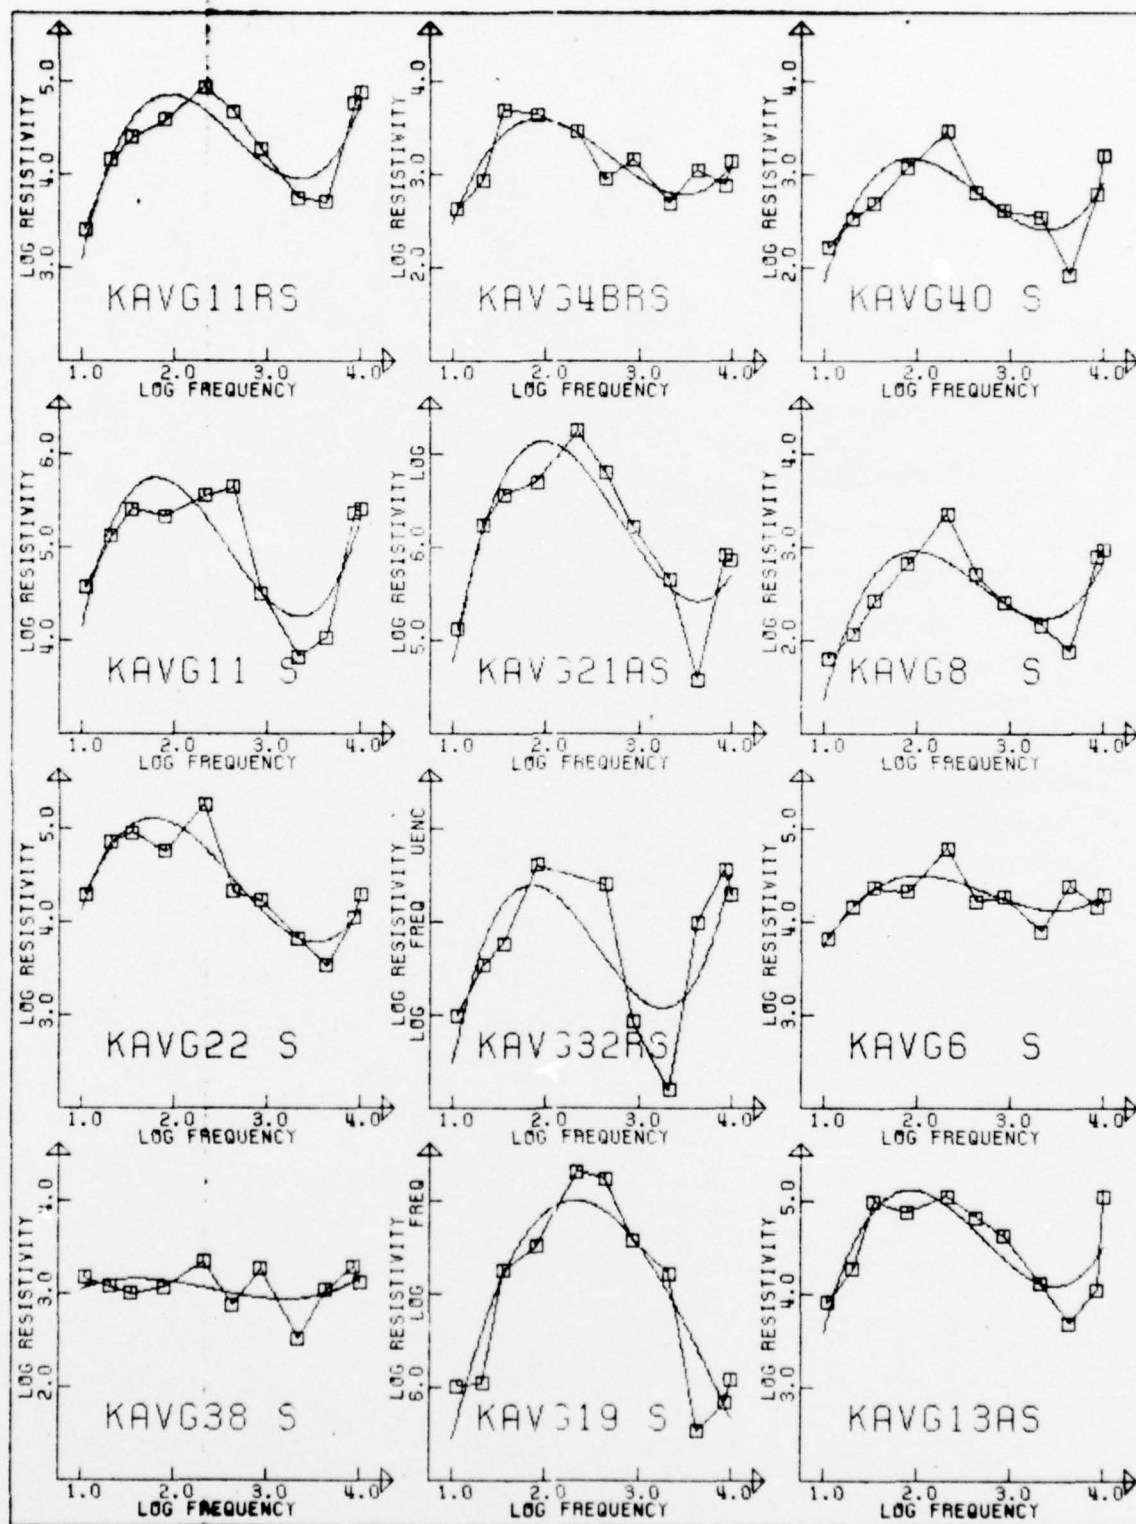 LOG RESISTIVITY
3.0 4.0 5.0
KAVG11RS
1.0 2.0 3.0 4.0
LOG FREQUENCY
LOG RESISTIVITY
2.0 3.0 4.0
KAVG4BRS
1.0 2.0 3.0 4.0
LOG FREQUENCY
LOG RESISTIVITY
2.0 3.0 4.0
KAVG40 S
1.0 2.0 3.0 4.0
LOG FREQUENCY
LOG RESISTIVITY
4.0 5.0 6.0
KAVG11 S
1.0 2.0 3.0 4.0
LOG FREQUENCY
LOG RESISTIVITY
5.0 6.0 LOG
KAVG21AS
1.0 2.0 3.0 4.0
LOG FREQUENCY
LOG RESISTIVITY
2.0 3.0 4.0
KAVG8 S
1.0 2.0 3.0 4.0
LOG FREQUENCY
LOG RESISTIVITY
3.0 4.0 5.0
KAVG22 S
1.0 2.0 3.0 4.0
LOG FREQUENCY
LOG RESISTIVITY
LOG FREQ UENC
KAVG32AS
1.0 2.0 3.0 4.0
LOG FREQUENCY
LOG RESISTIVITY
3.0 4.0 5.0
KAVG6 S
1.0 2.0 3.0 4.0
LOG FREQUENCY
LOG RESISTIVITY
2.0 3.0 4.0
KAVG38 S
1.0 2.0 3.0 4.0
LOG FREQUENCY
LOG RESISTIVITY
6.0 LOG FREQ
KAVG19 S
1.0 2.0 3.0 4.0
LOG FREQUENCY
LOG RESISTIVITY
3.0 4.0 5.0
KAVG13AS
1.0 2.0 3.0 4.0
LOG FREQUENCY